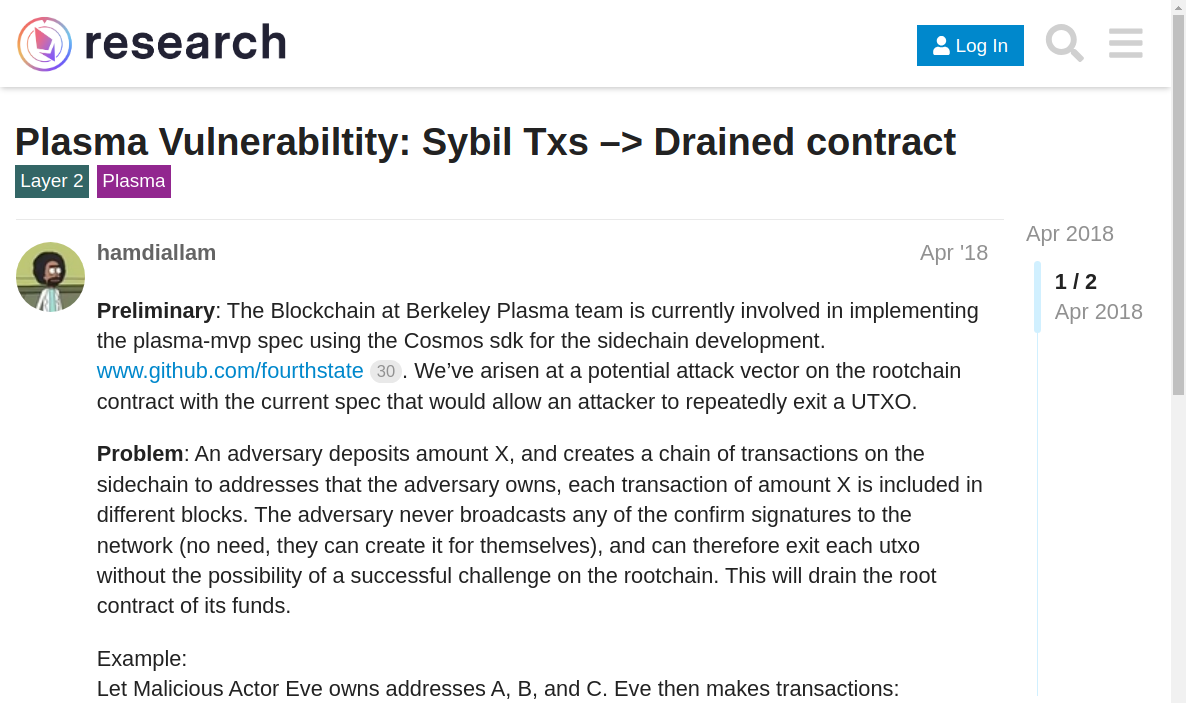 research
Log In
Plasma Vulnerabiltity: Sybil Txs –> Drained contract
Layer 2 Plasma
hamdiallam
Apr '18
Apr 2018
1 / 2
Apr 2018
Preliminary: The Blockchain at Berkeley Plasma team is currently involved in implementing
the plasma-mvp spec using the Cosmos sdk for the sidechain development.
www.github.com/fourthstate 30. We’ve arisen at a potential attack vector on the rootchain
contract with the current spec that would allow an attacker to repeatedly exit a UTXO.
Problem: An adversary deposits amount X, and creates a chain of transactions on the
sidechain to addresses that the adversary owns, each transaction of amount X is included in
different blocks. The adversary never broadcasts any of the confirm signatures to the
network (no need, they can create it for themselves), and can therefore exit each utxo
without the possibility of a successful challenge on the rootchain. This will drain the root
contract of its funds.
Example:
Let Malicious Actor Eve owns addresses A, B, and C. Eve then makes transactions: